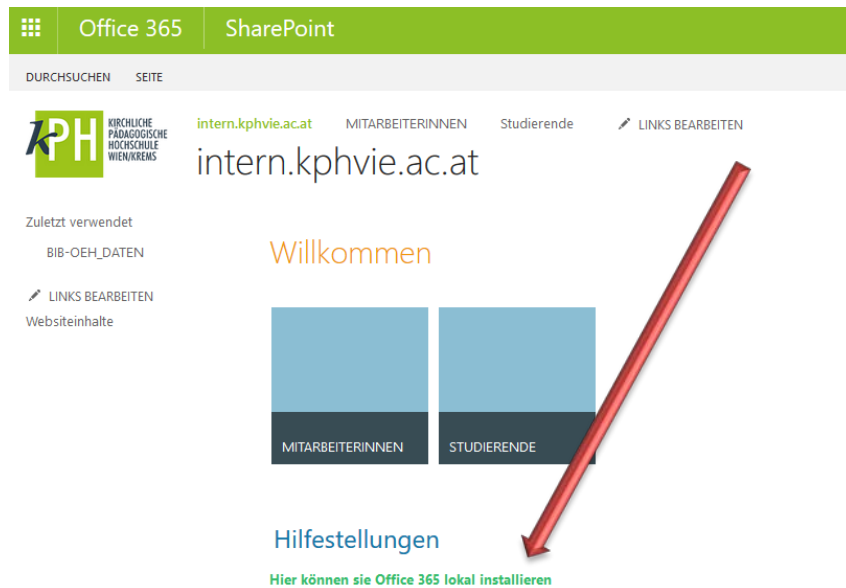 Office 365 SharePoint
DURCHSUCHEN SEITE
kPH KIRCHLICHE
PÄDAGOGISCHE
HOCHSCHULE
WIEN/KREMS
intern.kphvie.ac.at MITARBEITERINNEN Studierende LINKS BEARBEITEN
intern.kphvie.ac.at
Zuletzt verwendet
BIB-OEH_DATEN
LINKS BEARBEITEN
Websiteinhalte
Willkommen
MITARBEITERINNEN STUDIERENDE
Hilfestellungen
Hier können sie Office 365 lokal installieren